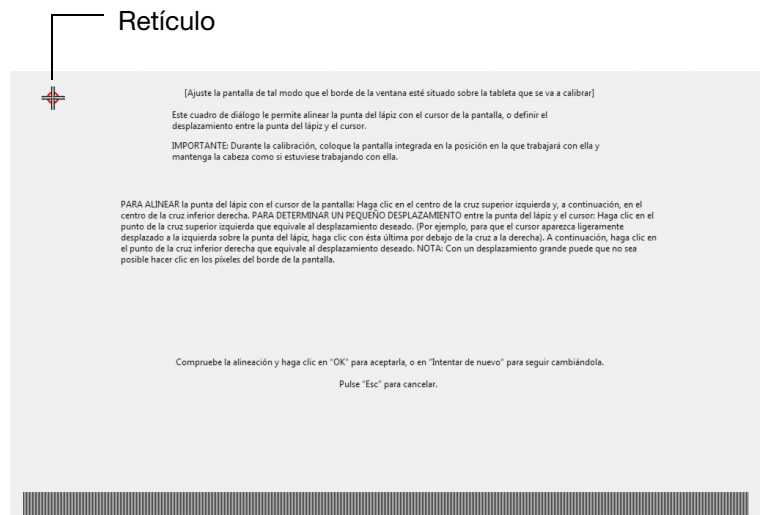 Retículo
[Ajuste la pantalla de tal modo que el borde de la ventana esté situado sobre la tableta que se va a calibrar]
Este cuadro de diálogo le permite alinear la punta del lápiz con el cursor de la pantalla, o definir el
desplazamiento entre la punta del lápiz y el cursor.
IMPORTANTE: Durante la calibración, coloque la pantalla integrada en la posición en la que trabajará con ella y
mantenga la cabeza como si estuviese trabajando con ella.
PARA ALINEAR la punta del lápiz con el cursor de la pantalla: Haga clic en el centro de la cruz superior izquierda y, a continuación, en el
centro de la cruz inferior derecha. PARA DETERMINAR UN PEQUEÑO DESPLAZAMIENTO entre la punta del lápiz y el cursor: Haga clic en el
punto de la cruz superior izquierda que equivale al desplazamiento deseado. (Por ejemplo, para que el cursor aparezca ligeramente
desplazado a la izquierda sobre la punta del lápiz, haga clic con ésta última por debajo de la cruz a la derecha). A continuación, haga clic en
el punto de la cruz inferior derecha que equivale al desplazamiento deseado. NOTA: Con un desplazamiento grande puede que no sea
posible hacer clic en los píxeles del borde de la pantalla.
Compruebe la alineación y haga clic en "OK" para aceptarla, o en "Intentar de nuevo" para seguir cambiándola.
Pulse "Esc" para cancelar.